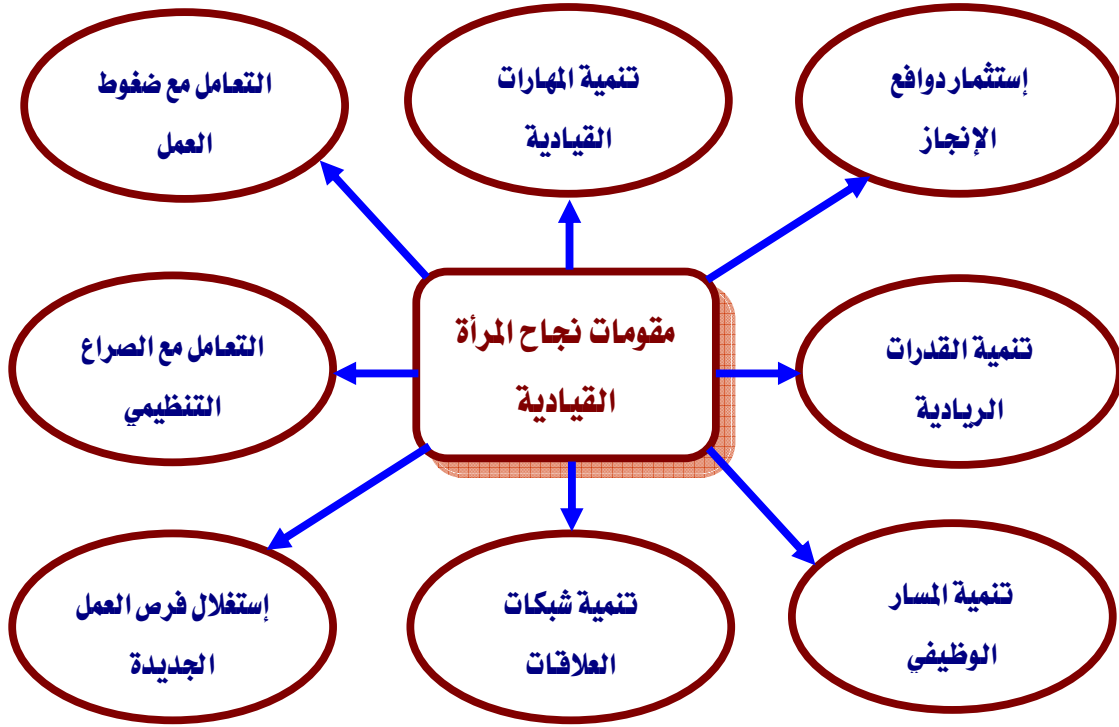 إستثمار دوافع
الإنجاز
تنمية المهارات
القيادية
التعامل مع ضغوط
العمل
مقومات نجاح المرأة
القيادية
تنمية القدرات
الريادية
التعامل مع الصراع
التنظيمي
تنمية المسار
الوظيفي
تنمية شبكات
العلاقات
إستغلال فرص العمل
الجديدة